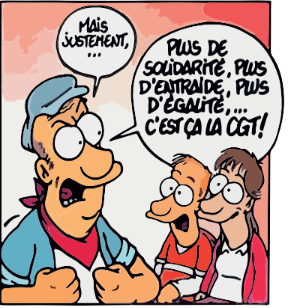 MAIS
JUSTEMENT,
...
PLUS DE
SOLIDARITÉ, PLUS
D'ENTRAIDE, PLUS
D'ÉGALITÉ,...
C'EST ÇA LA CGT!